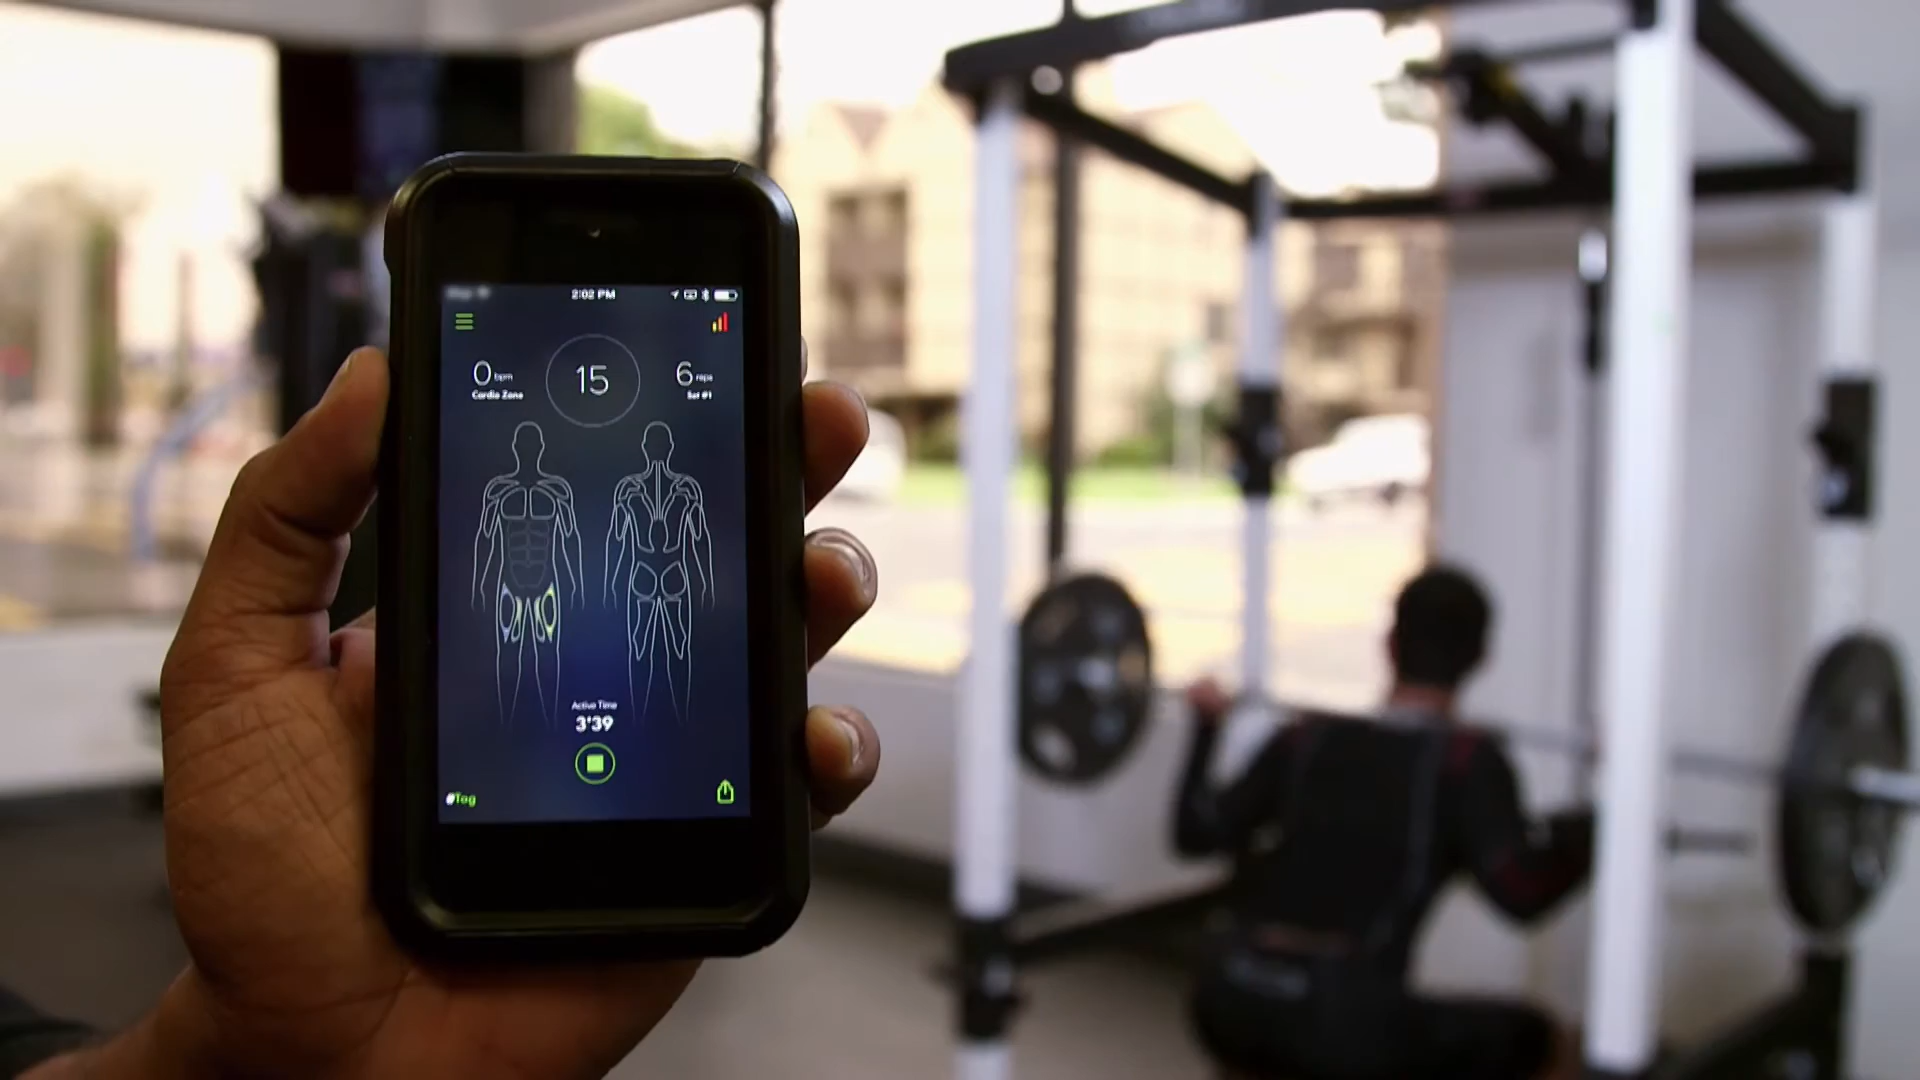 2:02 PM
0 bpm
Cardio Zone
15
6 reps
Set #1
Active Time
3'39
#Tag